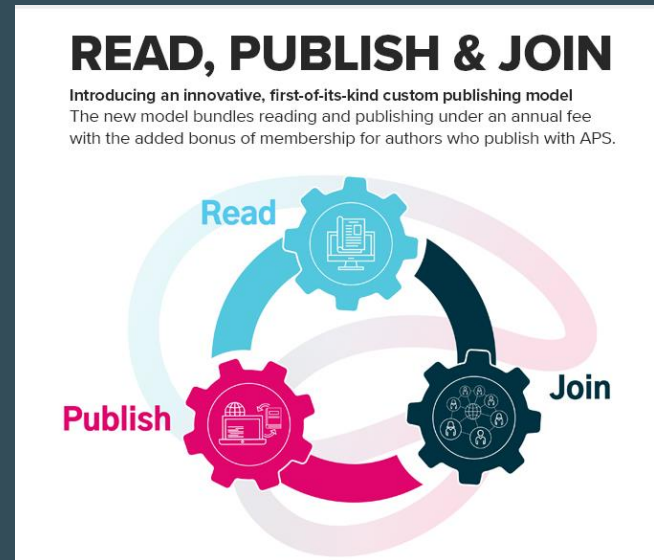 READ, PUBLISH & JOIN
Introducing an innovative, first-of-its-kind custom publishing model
The new model bundles reading and publishing under an annual fee
with the added bonus of membership for authors who publish with APS.
Read
Join
Publish